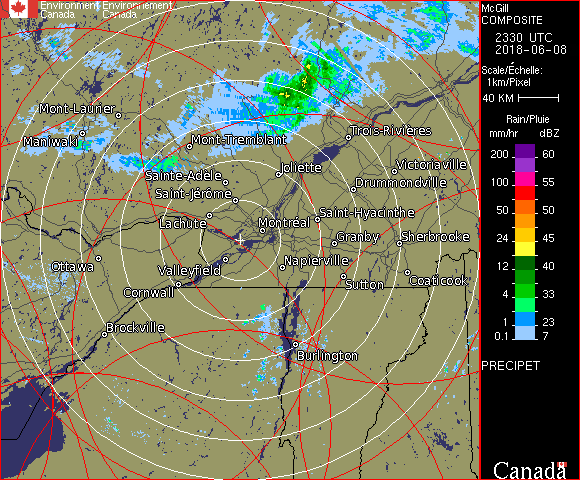 Environment Environnement
Canada Canada
McGill
COMPOSITE
2330 UTC
2018-06-08
Scale/Échelle:
1km/Pixel
40 KM
Rain/Pluie
mm/hr dBZ
200 60
100 55
50 50
24 45
12 40
4 33
1 23
0.1 7
PRECIPET
Canada
Mont-Laurier
Maniwaki
Mont-Tremblant
Trois-Rivières
Sainte-Adèle
Joliette
Victoriaville
Saint-Jérôme
Drummondville
Lachute
Montréal
Saint-Hyacinthe
Granby
Sherbrooke
Ottawa
Valleyfield
Napierville
Cornwall
Sutton
Coaticook
Brockville
Burlington